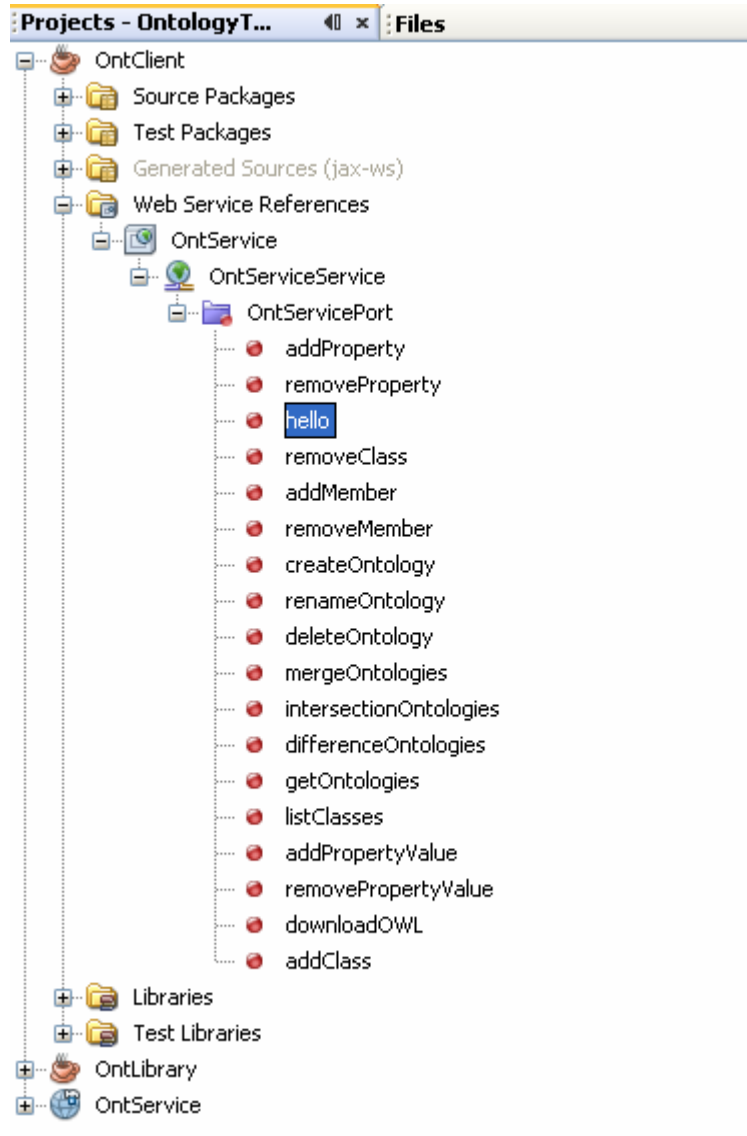 Projects - OntologyT... Files
OntClient
Source Packages
Test Packages
Generated Sources (jax-ws)
Web Service References
OntService
OntServiceService
OntServicePort
addProperty
removeProperty
hello
removeClass
addMember
removeMember
createOntology
renameOntology
deleteOntology
mergeOntologies
intersectionOntologies
differenceOntologies
getOntologies
listClasses
addPropertyValue
removePropertyValue
downloadOWL
addClass
Libraries
Test Libraries
OntLibrary
OntService